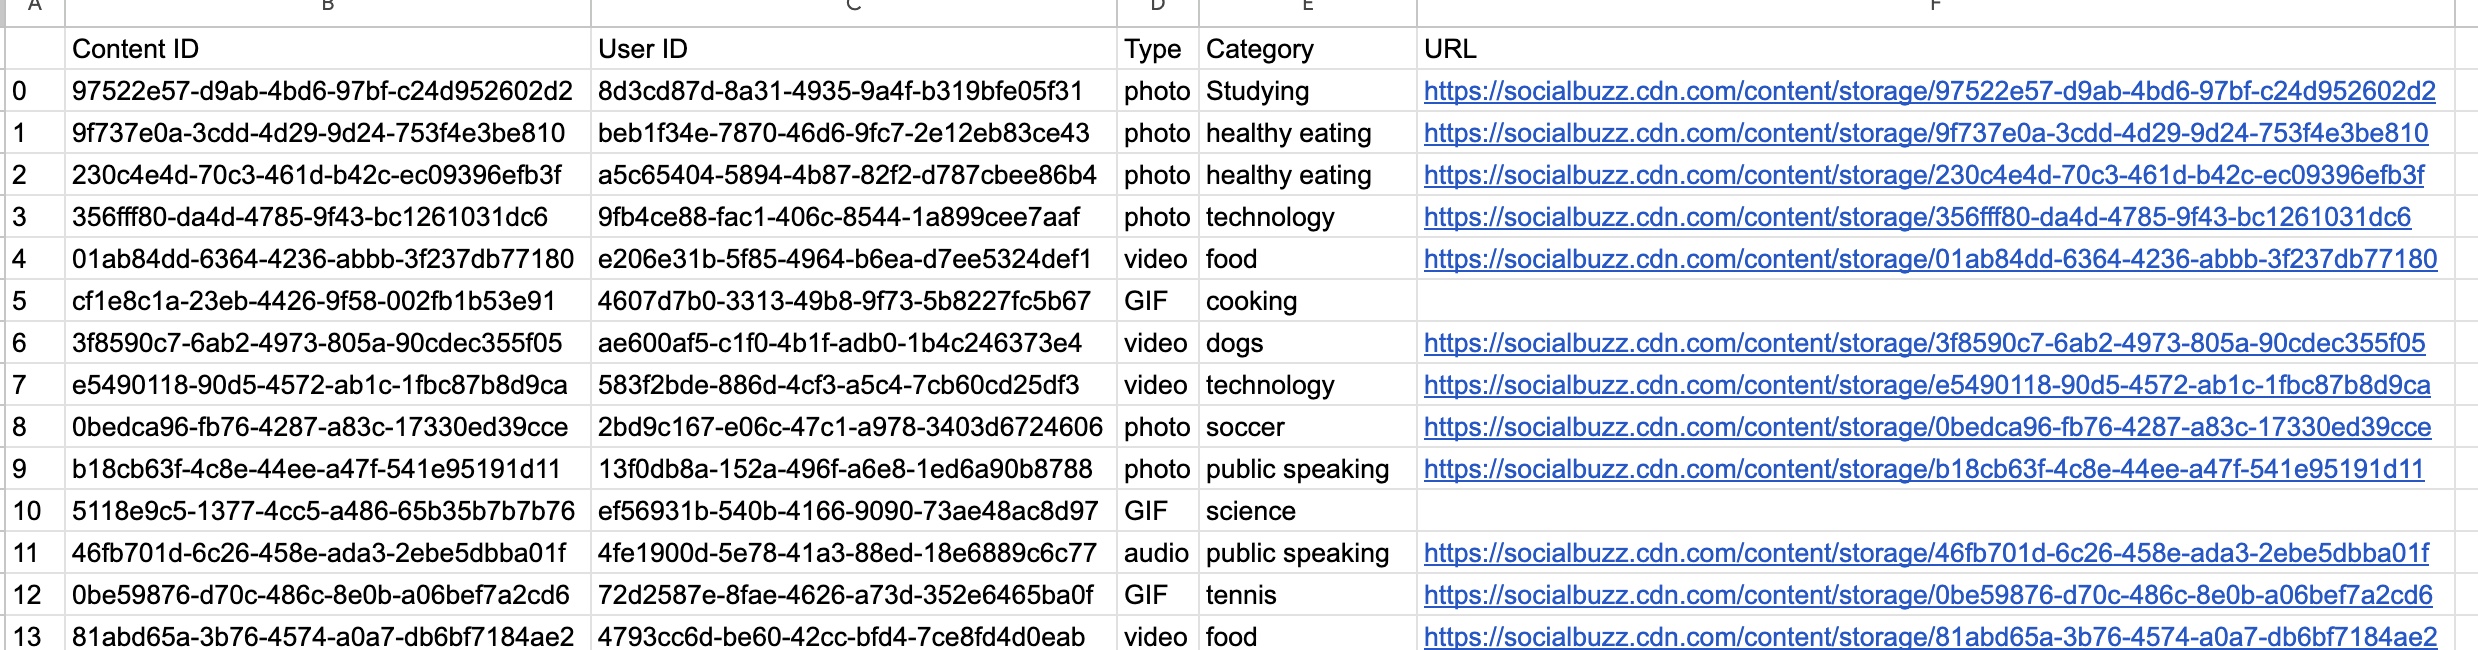 A B C D E F
Content ID User ID Type Category URL
0 97522e57-d9ab-4bd6-97bf-c24d952602d2 8d3cd87d-8a31-4935-9a4f-b319bfe05f31 photo Studying https://socialbuzz.cdn.com/content/storage/97522e57-d9ab-4bd6-97bf-c24d952602d2
1 9f737e0a-3cdd-4d29-9d24-753f4e3be810 beb1f34e-7870-46d6-9fc7-2e12eb83ce43 photo healthy eating https://socialbuzz.cdn.com/content/storage/9f737e0a-3cdd-4d29-9d24-753f4e3be810
2 230c4e4d-70c3-461d-b42c-ec09396efb3f a5c65404-5894-4b87-82f2-d787cbee86b4 photo healthy eating https://socialbuzz.cdn.com/content/storage/230c4e4d-70c3-461d-b42c-ec09396efb3f
3 356fff80-da4d-4785-9f43-bc1261031dc6 9fb4ce88-fac1-406c-8544-1a899cee7aaf photo technology https://socialbuzz.cdn.com/content/storage/356fff80-da4d-4785-9f43-bc1261031dc6
4 01ab84dd-6364-4236-abbb-3f237db77180 e206e31b-5f85-4964-b6ea-d7ee5324def1 video food https://socialbuzz.cdn.com/content/storage/01ab84dd-6364-4236-abbb-3f237db77180
5 cf1e8c1a-23eb-4426-9f58-002fb1b53e91 4607d7b0-3313-49b8-9f73-5b8227fc5b67 GIF cooking
6 3f8590c7-6ab2-4973-805a-90cdec355f05 ae600af5-c1f0-4b1f-adb0-1b4c246373e4 video dogs https://socialbuzz.cdn.com/content/storage/3f8590c7-6ab2-4973-805a-90cdec355f05
7 e5490118-90d5-4572-ab1c-1fbc87b8d9ca 583f2bde-886d-4cf3-a5c4-7cb60cd25df3 video technology https://socialbuzz.cdn.com/content/storage/e5490118-90d5-4572-ab1c-1fbc87b8d9ca
8 0bedca96-fb76-4287-a83c-17330ed39cce 2bd9c167-e06c-47c1-a978-3403d6724606 photo soccer https://socialbuzz.cdn.com/content/storage/0bedca96-fb76-4287-a83c-17330ed39cce
9 b18cb63f-4c8e-44ee-a47f-541e95191d11 13f0db8a-152a-496f-a6e8-1ed6a90b8788 photo public speaking https://socialbuzz.cdn.com/content/storage/b18cb63f-4c8e-44ee-a47f-541e95191d11
10 5118e9c5-1377-4cc5-a486-65b35b7b7b76 ef56931b-540b-4166-9090-73ae48ac8d97 GIF science
11 46fb701d-6c26-458e-ada3-2ebe5dbba01f 4fe1900d-5e78-41a3-88ed-18e6889c6c77 audio public speaking https://socialbuzz.cdn.com/content/storage/46fb701d-6c26-458e-ada3-2ebe5dbba01f
12 0be59876-d70c-486c-8e0b-a06bef7a2cd6 72d2587e-8fae-4626-a73d-352e6465ba0f GIF tennis https://socialbuzz.cdn.com/content/storage/0be59876-d70c-486c-8e0b-a06bef7a2cd6
13 81abd65a-3b76-4574-a0a7-db6bf7184ae2 4793cc6d-be60-42cc-bfd4-7ce8fd4d0eab video food https://socialbuzz.cdn.com/content/storage/81abd65a-3b76-4574-a0a7-db6bf7184ae2